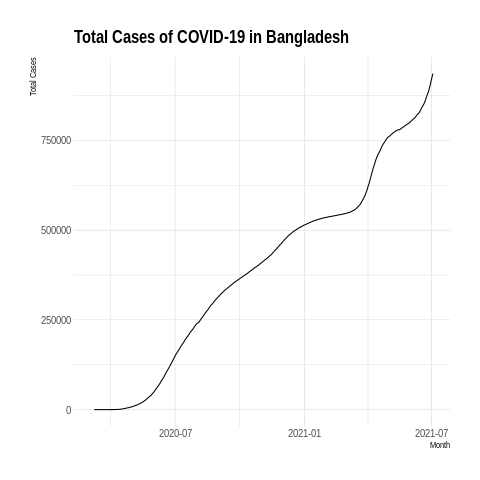 Total Cases of COVID-19 in Bangladesh
Total Cases
750000
500000
250000
0
2020-07 2021-01 2021-07
Month